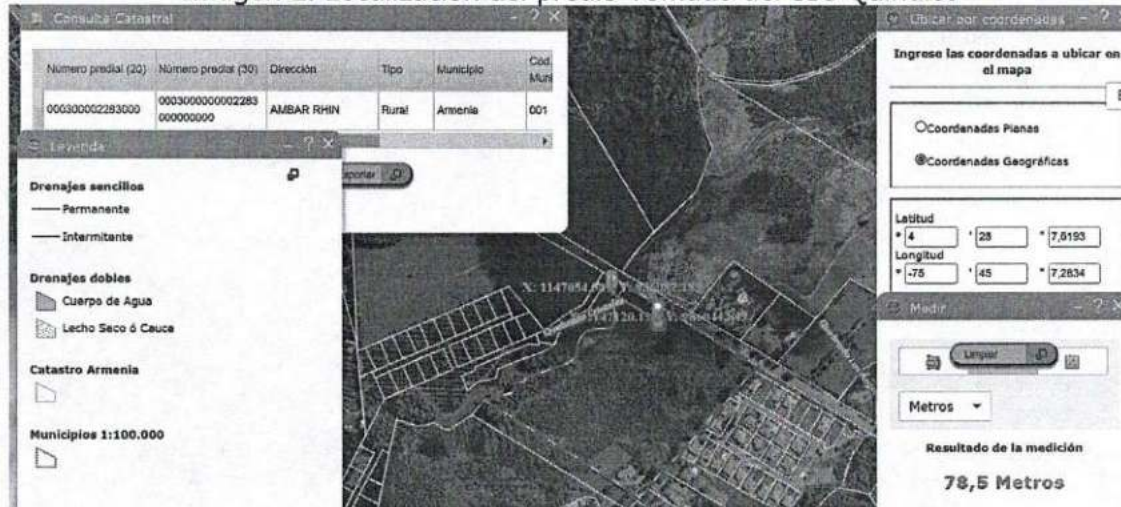 Consulta Catastral
Número predial (20) Número predial (30) Dirección Tipo Municipio Cod. Muni
000300002283000 0003000000002283 000000000 AMBAR RHIN Rural Armenia 001
Leyenda
Drenajes sencillos
Permanente
Intermitente
Drenajes dobles
Cuerpo de Agua
Lecho Seco ó Cauce
Catastro Armenia
Municipios 1:100.000
Ubicar por coordenadas
Ingrese las coordenadas a ubicar en
el mapa
Coordenadas Planas
Coordenadas Geográficas
Latitud
° 4 ' 28 " 7,6193
Longitud
° -75 ' 45 " 7,2834
Medir
Limpiar
Metros
Resultado de la medición
78,5 Metros